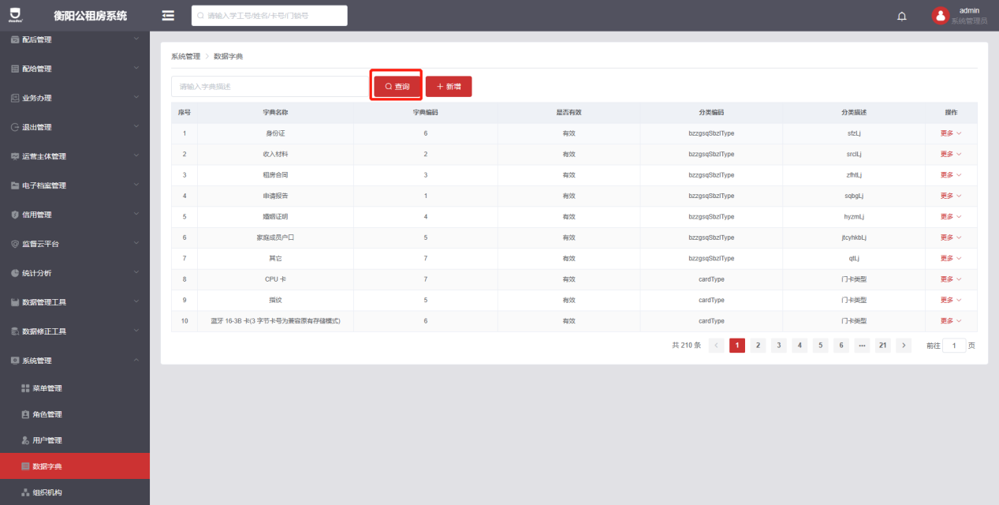 衡阳公租房系统
请输入学工号/姓名/卡号/门锁号
admin
系统管理员
配后管理
配给管理
业务办理
退出管理
运营主体管理
电子档案管理
信用管理
监督云平台
统计分析
数据管理工具
数据修正工具
系统管理
菜单管理
角色管理
用户管理
数据字典
组织机构
系统管理 > 数据字典
请输入字典描述 查询 + 新增
序号 字典名称 字典编码 是否有效 分类编码 分类描述 操作
1 身份证 6 有效 bzzgsqSbzlType sfzLj 更多
2 收入材料 2 有效 bzzgsqSbzlType srclLj 更多
3 租房合同 3 有效 bzzgsqSbzlType zfhtLj 更多
4 申请报告 1 有效 bzzgsqSbzlType sqbgLj 更多
5 婚姻证明 4 有效 bzzgsqSbzlType hyzmLj 更多
6 家庭成员户口 5 有效 bzzgsqSbzlType jtcyhkbLj 更多
7 其它 7 有效 bzzgsqSbzlType qtLj 更多
8 CPU 卡 7 有效 cardType 门卡类型 更多
9 指纹 5 有效 cardType 门卡类型 更多
10 蓝牙 16-3B 卡(3 字节卡号为兼容原有存储模式) 6 有效 cardType 门卡类型 更多
共 210 条 < 1 2 3 4 5 6 ••• 21 > 前往 1 页